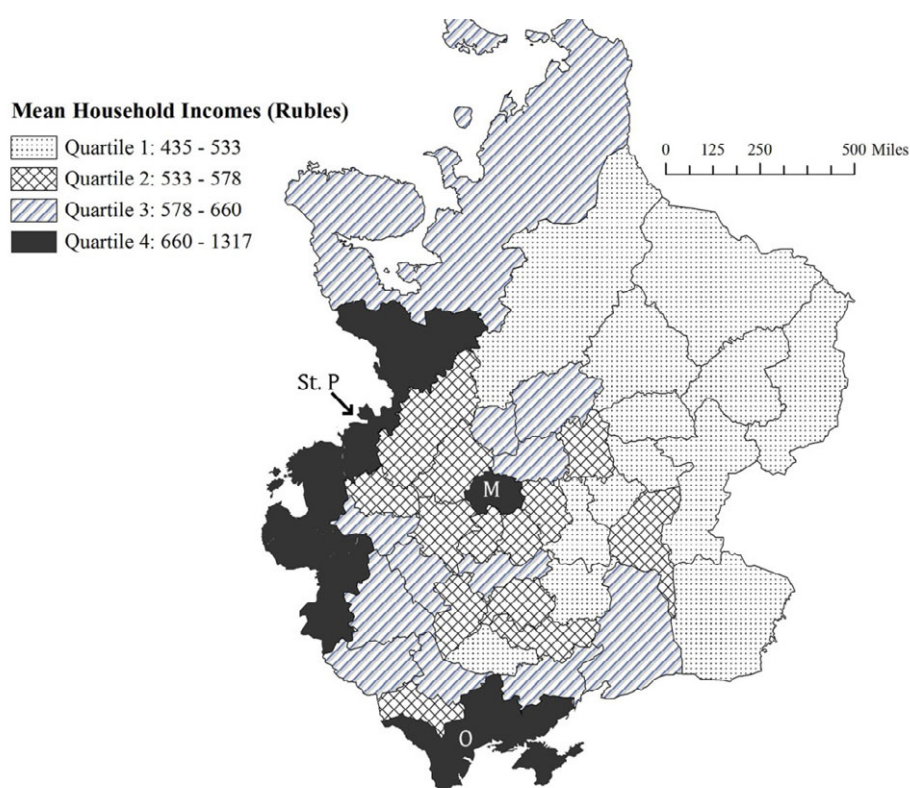 Mean Household Incomes (Rubles)
Quartile 1: 435 - 533
Quartile 2: 533 - 578
Quartile 3: 578 - 660
Quartile 4: 660 - 1317
0 125 250 500 Miles
St. P
M
O